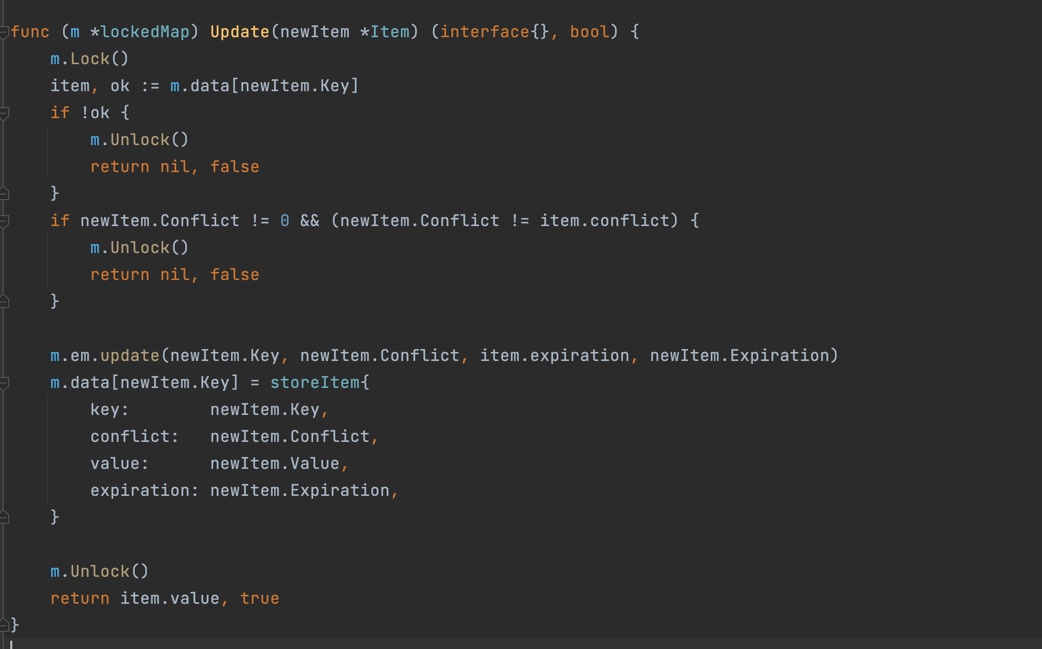 func (m *lockedMap) Update(newItem *Item) (interface{}, bool) {
    m.Lock()
    item, ok := m.data[newItem.Key]
    if !ok {
        m.Unlock()
        return nil, false
    }
    if newItem.Conflict != 0 && (newItem.Conflict != item.conflict) {
        m.Unlock()
        return nil, false
    }

    m.em.update(newItem.Key, newItem.Conflict, item.expiration, newItem.Expiration)
    m.data[newItem.Key] = storeItem{
        key:        newItem.Key,
        conflict:   newItem.Conflict,
        value:      newItem.Value,
        expiration: newItem.Expiration,
    }

    m.Unlock()
    return item.value, true
}